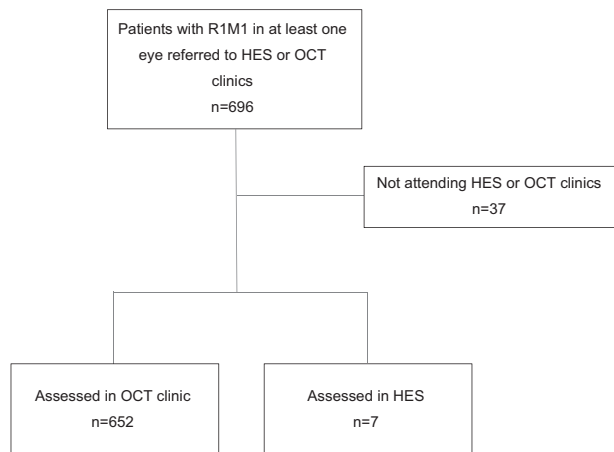 Patients with R1M1 in at least one
eye referred to HES or OCT
clinics
n=696
Not attending HES or OCT clinics
n=37
Assessed in OCT clinic
n=652
Assessed in HES
n=7